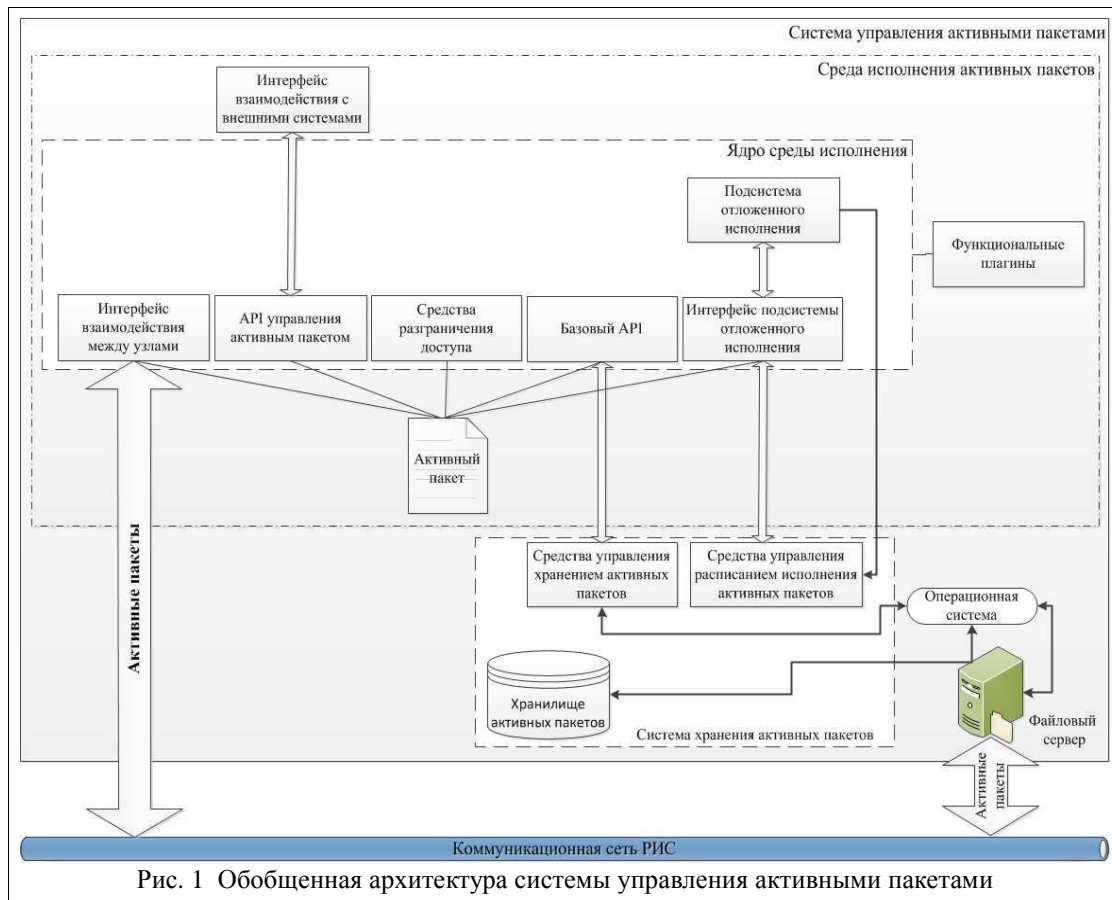 Система управления активными пакетами
Среда исполнения активных пакетов
Интерфейс
взаимодействия с
внешними системами
Ядро среды исполнения
Подсистема
отложенного
исполнения
Функциональные
плагины
Интерфейс
взаимодействия
между узлами
API управления
активным пакетом
Средства
разграничения
доступа
Базовый API
Интерфейс подсистемы
отложенного
исполнения
Активный
пакет
Активные пакеты
Средства управления
хранением активных
пакетов
Средства управления
расписанием исполнения
активных пакетов
Операционная
система
Хранилище
активных пакетов
Система хранения активных пакетов
Файловый
сервер
Активные
пакеты
Коммуникационная сеть РИС
Рис. 1 Обобщенная архитектура системы управления активными пакетами